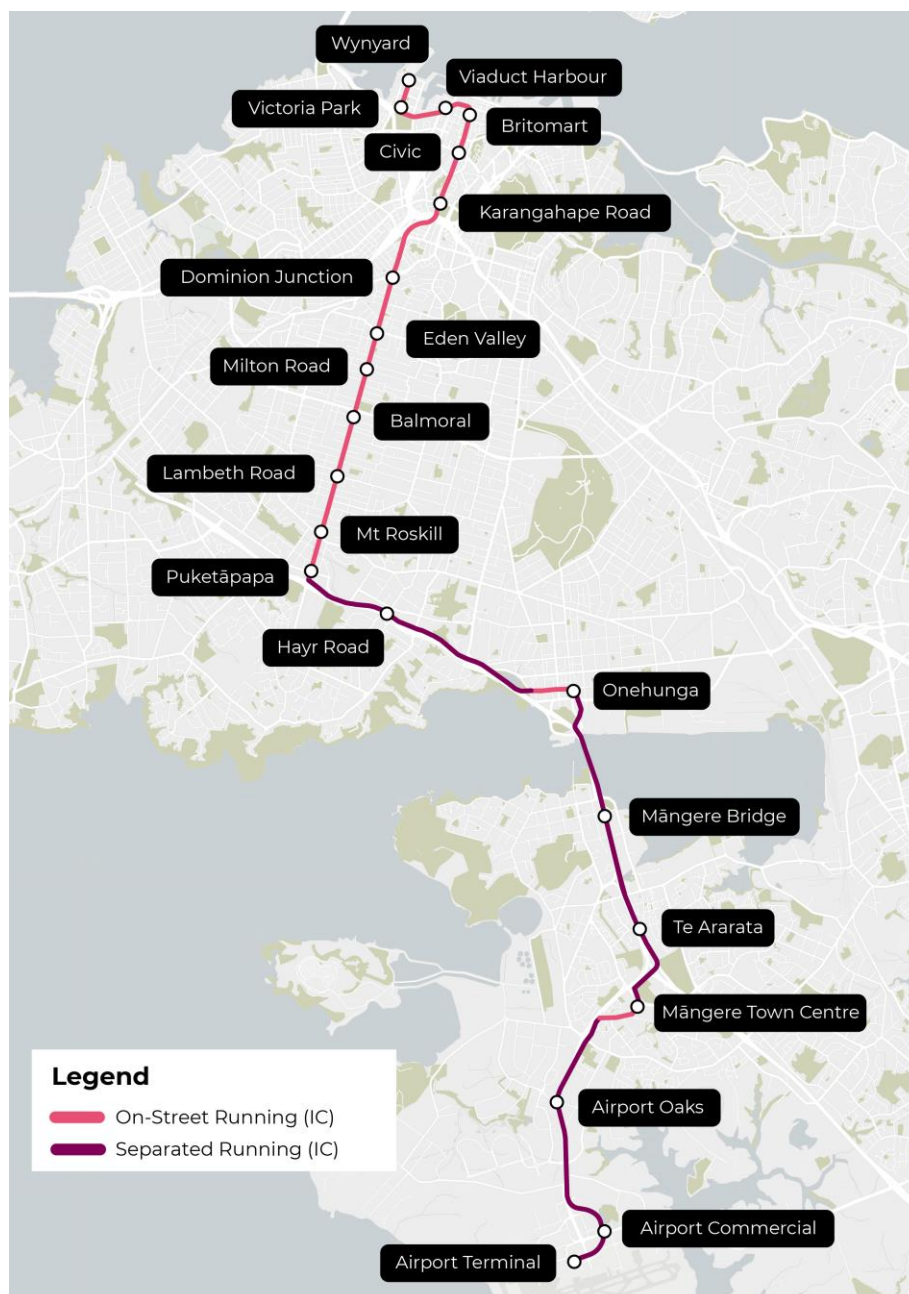 Wynyard
Viaduct Harbour
Victoria Park
Britomart
Civic
Karangahape Road
Dominion Junction
Eden Valley
Milton Road
Balmoral
Lambeth Road
Mt Roskill
Puketāpapa
Hayr Road
Onehunga
Māngere Bridge
Te Ararata
Māngere Town Centre
Legend
On-Street Running (IC)
Separated Running (IC)
Airport Oaks
Airport Commercial
Airport Terminal